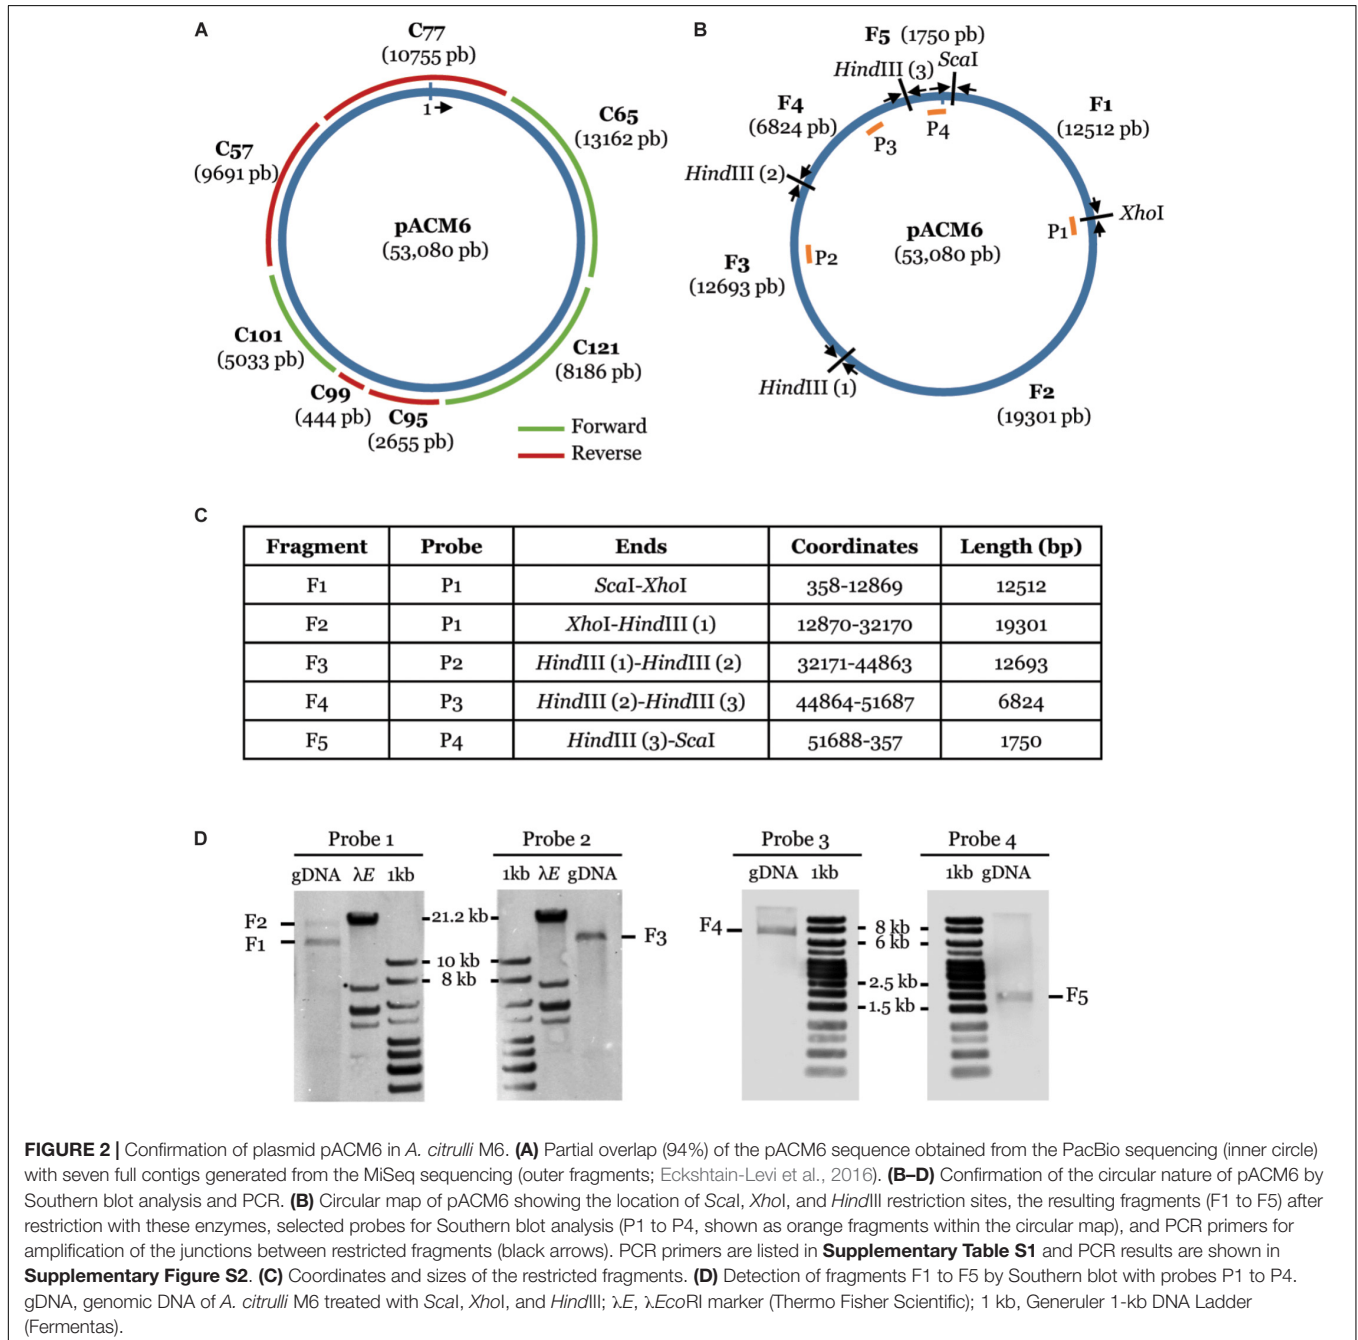 A
C77
(10755 pb)
1
C65
(13162 pb)
C57
(9691 pb)
pACM6
(53,080 pb)
C101
(5033 pb)
C121
(8186 pb)
C99
(444 pb)
C95
(2655 pb)
Forward
Reverse
B
F5 (1750 pb)
HindIII (3)
ScaI
F4
(6824 pb)
F1
(12512 pb)
P3
P4
HindIII (2)
XhoI
P1
pACM6
(53,080 pb)
P2
F3
(12693 pb)
HindIII (1)
F2
(19301 pb)
C
Fragment Probe Ends Coordinates Length (bp)
F1 P1 ScaI-XhoI 358-12869 12512
F2 P1 XhoI-HindIII (1) 12870-32170 19301
F3 P2 HindIII (1)-HindIII (2) 32171-44863 12693
F4 P3 HindIII (2)-HindIII (3) 44864-51687 6824
F5 P4 HindIII (3)-ScaI 51688-357 1750
D
Probe 1 Probe 2 Probe 3 Probe 4
gDNA λE 1kb 1kb λE gDNA gDNA 1kb 1kb gDNA
F2
F1
21.2 kb
10 kb
8 kb
F3
F4
8 kb
6 kb
2.5 kb
1.5 kb
F5
FIGURE 2 | Confirmation of plasmid pACM6 in A. citrulli M6. (A) Partial overlap (94%) of the pACM6 sequence obtained from the PacBio sequencing (inner circle)
with seven full contigs generated from the MiSeq sequencing (outer fragments; Eckshtain-Levi et al., 2016). (B–D) Confirmation of the circular nature of pACM6 by
Southern blot analysis and PCR. (B) Circular map of pACM6 showing the location of ScaI, XhoI, and HindIII restriction sites, the resulting fragments (F1 to F5) after
restriction with these enzymes, selected probes for Southern blot analysis (P1 to P4, shown as orange fragments within the circular map), and PCR primers for
amplification of the junctions between restricted fragments (black arrows). PCR primers are listed in Supplementary Table S1 and PCR results are shown in
Supplementary Figure S2. (C) Coordinates and sizes of the restricted fragments. (D) Detection of fragments F1 to F5 by Southern blot with probes P1 to P4.
gDNA, genomic DNA of A. citrulli M6 treated with ScaI, XhoI, and HindIII; λE, λEcoRI marker (Thermo Fisher Scientific); 1 kb, Generuler 1-kb DNA Ladder
(Fermentas).